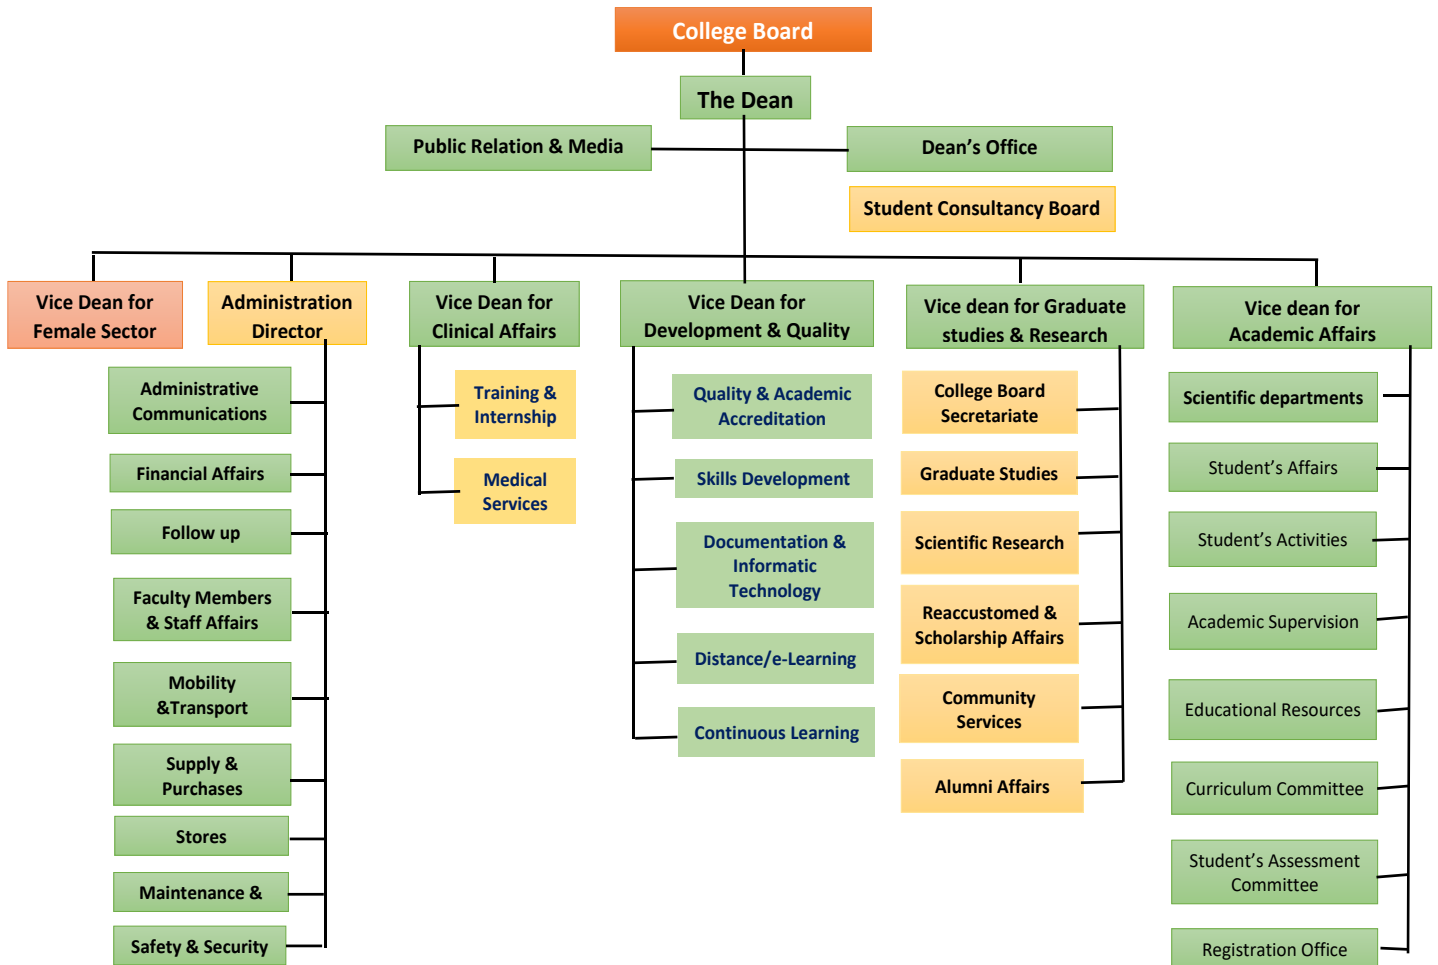 College Board
The Dean
Public Relation & Media
Dean's Office
Student Consultancy Board
Vice Dean for
Female Sector
Administration
Director
Vice Dean for
Clinical Affairs
Vice Dean for
Development & Quality
Vice dean for Graduate
studies & Research
Vice dean for
Academic Affairs
Administrative
Communications
Financial Affairs
Follow up
Faculty Members
& Staff Affairs
Mobility
&Transport
Supply &
Purchases
Stores
Maintenance &
Safety & Security
Training &
Internship
Medical
Services
Quality & Academic
Accreditation
Skills Development
Documentation &
Informatic
Technology
Distance/e-Learning
Continuous Learning
College Board
Secretariate
Graduate Studies
Scientific Research
Reaccustomed &
Scholarship Affairs
Community
Services
Alumni Affairs
Scientific departments
Student's Affairs
Student's Activities
Academic Supervision
Educational Resources
Curriculum Committee
Student's Assessment
Committee
Registration Office